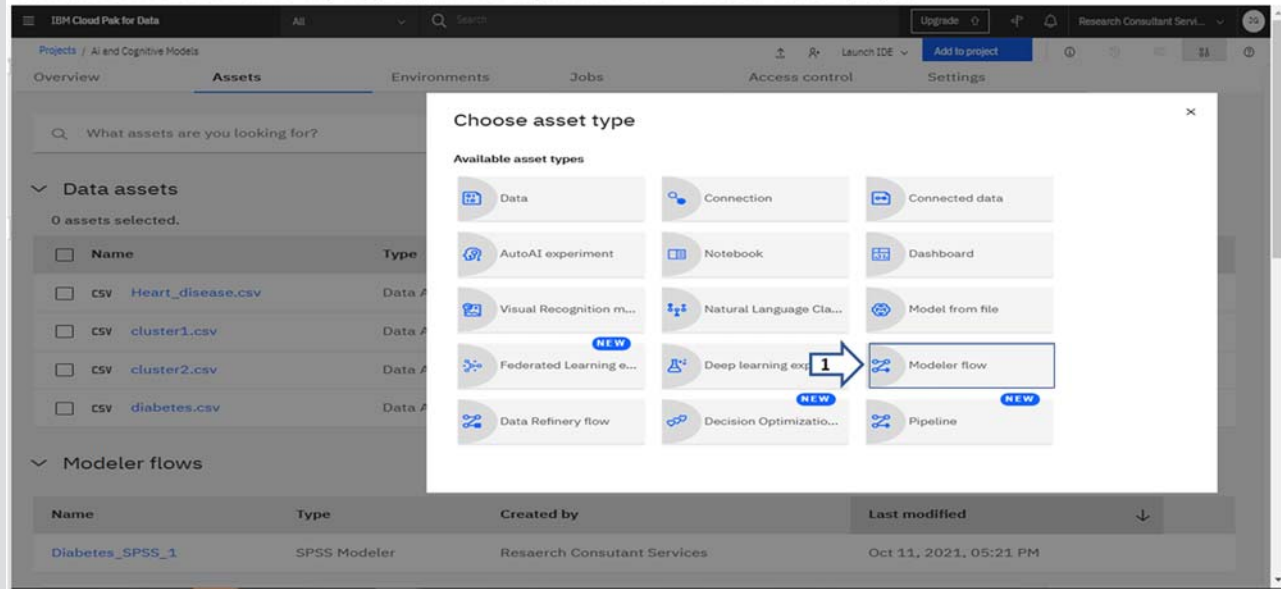 IBM Cloud Pak for Data All Search Upgrade Research Consultant Servi...
Projects / Ai and Cognitive Models Launch IDE Add to project
Overview Assets Environments Jobs Access control Settings
Choose asset type
What assets are you looking for?
Available asset types
Data assets
Data Connection Connected data
0 assets selected.
Name Type
AutoAI experiment Notebook Dashboard
CSV Heart_disease.csv Data A
Visual Recognition m... Natural Language Cla... Model from file
CSV cluster1.csv Data A
NEW
Federated Learning e... Deep learning exp 1 Modeler flow
CSV cluster2.csv Data A
NEW NEW
CSV diabetes.csv Data A
Data Refinery flow Decision Optimizatio... Pipeline
Modeler flows
Name Type Created by Last modified
Diabetes_SPSS_1 SPSS Modeler Resaerch Consutant Services Oct 11, 2021, 05:21 PM